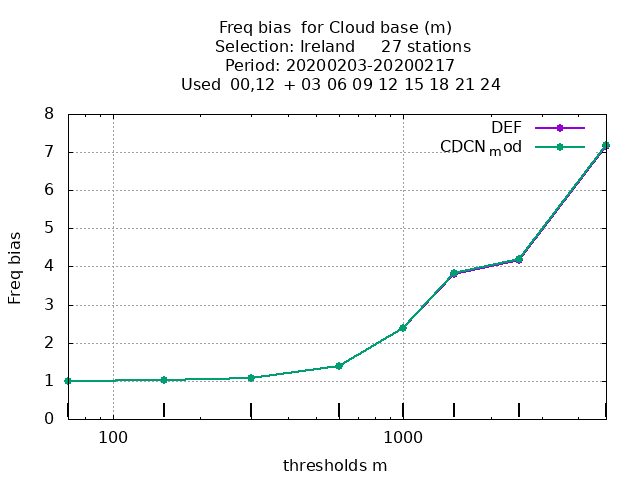 Freq bias  for Cloud base (m)
Selection: Ireland     27 stations
Period: 20200203-20200217
Used  00,12  + 03 06 09 12 15 18 21 24
DEF
CDCNmod
Freq bias
8
7
6
5
4
3
2
1
0
100
1000
thresholds m